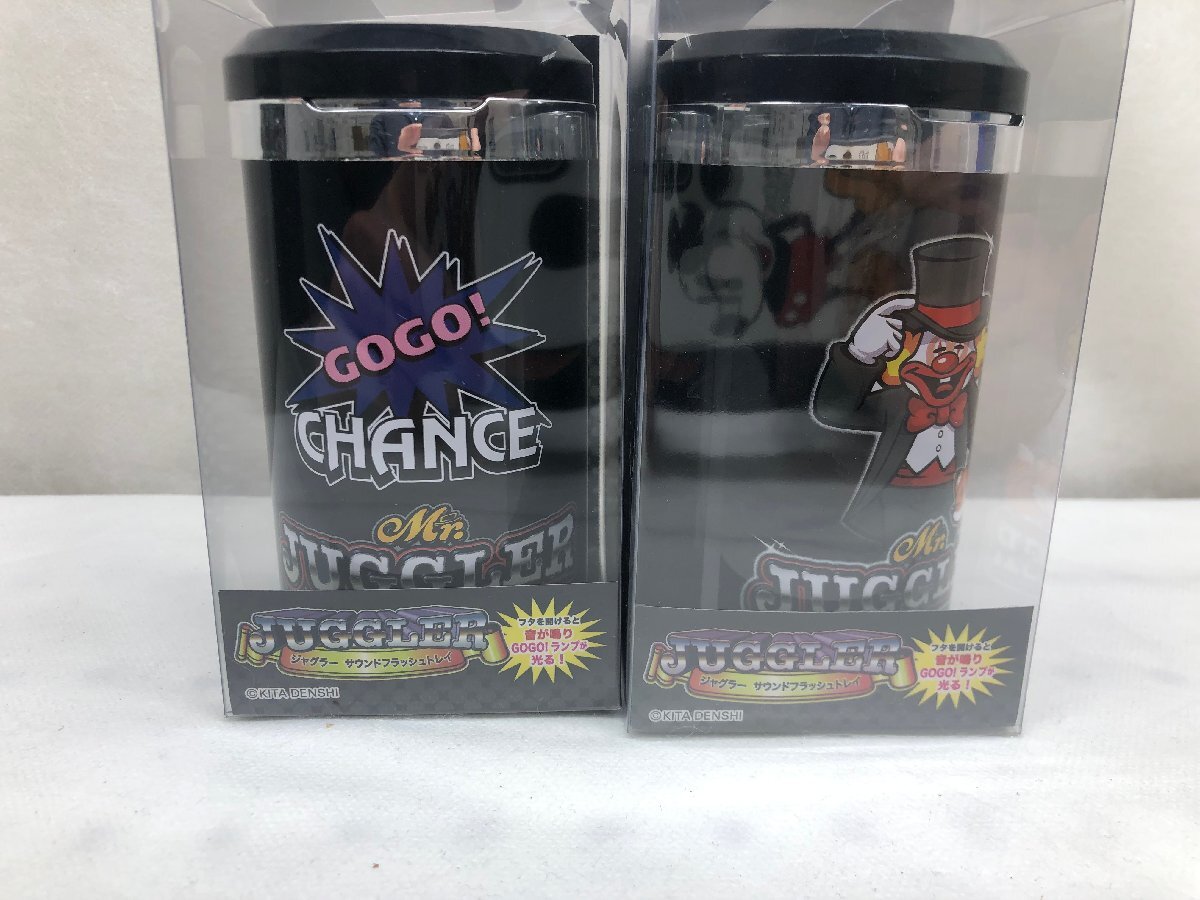 GOGO!
CHANCE
Mr.
JUGGLER
JUGGLER
ジャグラー サウンドフラッシュトレイ
フタを開けると
音が鳴り
GOGO!ランプが
光る!
©KITA DENSHI
Mr.
JUGGLE
JUGGLER
ジャグラー サウンドフラッシュトレイ
フタを開けると
音が鳴り
GOGO!ランプが
光る!
©KITA DENSHI